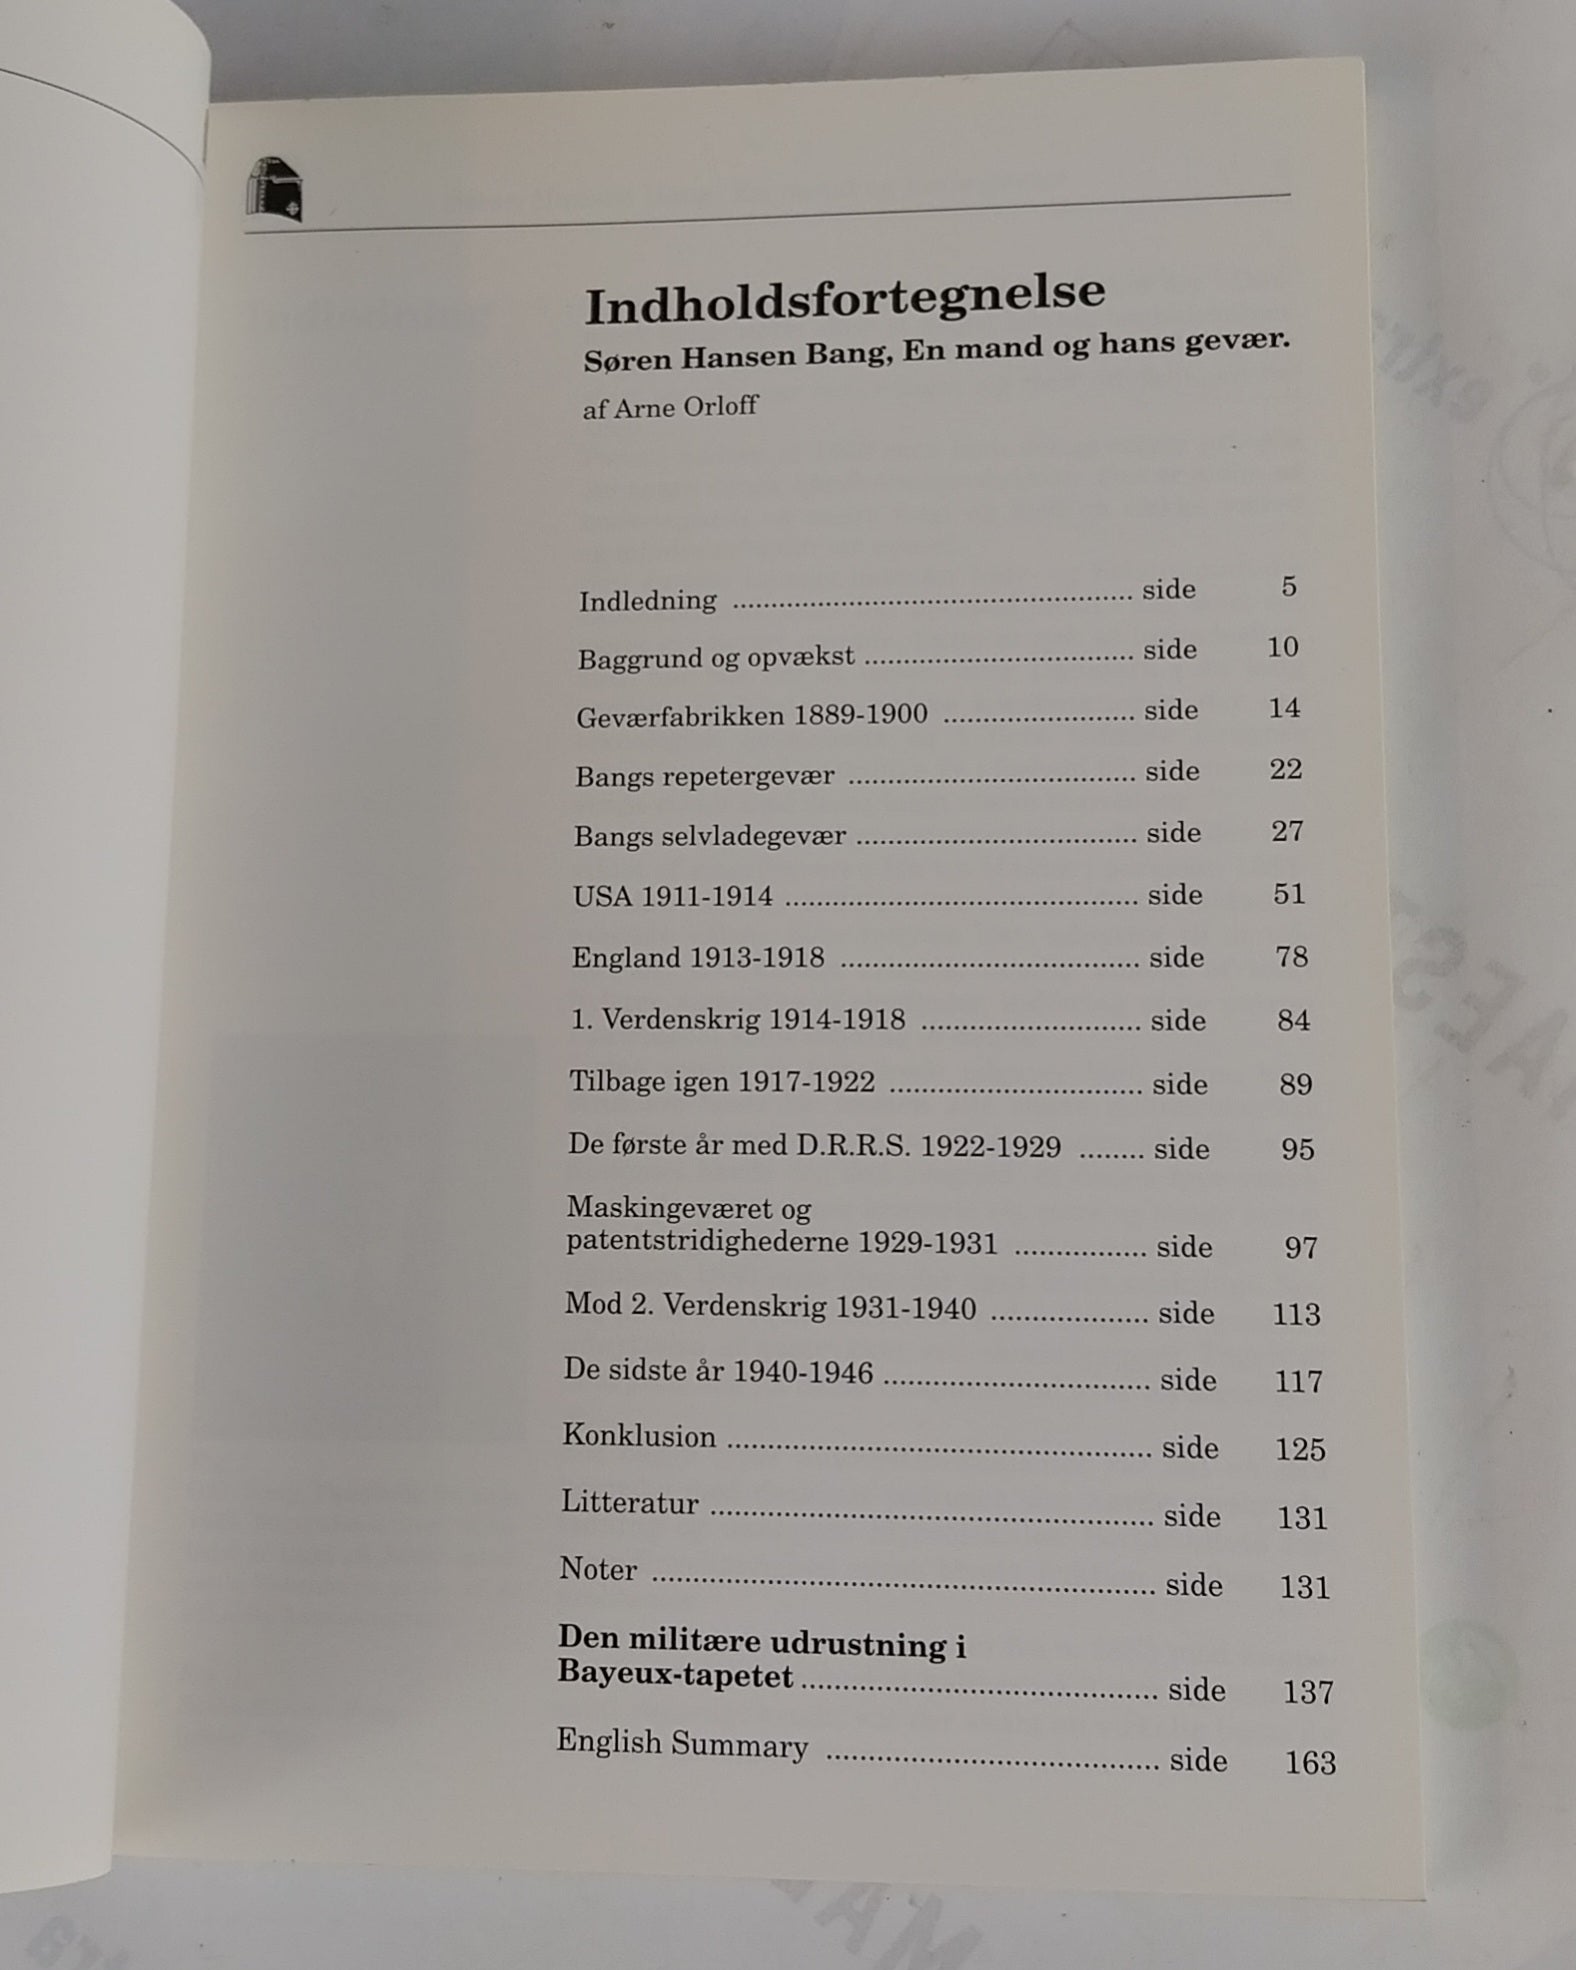 Indholdsfortegnelse
Søren Hansen Bang, En mand og hans gevær.
af Arne Orloff
Indledning .................................................. side 5
Baggrund og opvækst .................................. side 10
Geværfabrikken 1889-1900 ........................ side 14
Bangs repetergevær .................................... side 22
Bangs selvladegevær ................................... side 27
USA 1911-1914 ............................................ side 51
England 1913-1918 ..................................... side 78
1. Verdenskrig 1914-1918 ........................... side 84
Tilbage igen 1917-1922 ............................... side 89
De første år med D.R.R.S. 1922-1929 ........ side 95
Maskingeværet og
patentstridighederne 1929-1931 ................ side 97
Mod 2. Verdenskrig 1931-1940 ................... side 113
De sidste år 1940-1946 ................................ side 117
Konklusion .................................................... side 125
Litteratur ...................................................... side 131
Noter ............................................................. side 131
Den militære udrustning i
Bayeux-tapetet ............................................ side 137
English Summary ........................................ side 163
extr
AES
MA